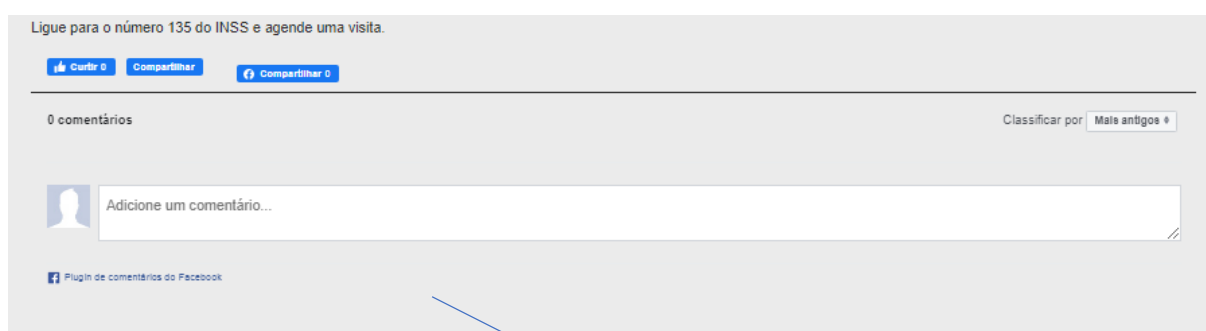 Ligue para o número 135 do INSS e agende uma visita.
Curtir 0 Compartilhar Compartilhar 0
0 comentários Classificar por Mais antigos
Adicione um comentário...
Plugin de comentários do Facebook